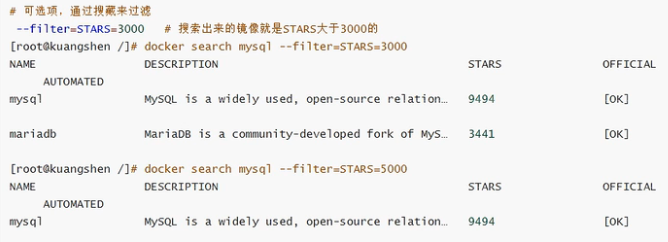 # 可选项，通过搜藏来过滤
--filter=STARS=3000 # 搜索出来的镜像就是STARS大于3000的
[root@kuangshen /]# docker search mysql --filter=STARS=3000
NAME DESCRIPTION STARS OFFICIAL
AUTOMATED
mysql MySQL is a widely used, open-source relation… 9494 [OK]
mariadb MariaDB is a community-developed fork of MyS… 3441 [OK]
[root@kuangshen /]# docker search mysql --filter=STARS=5000
NAME DESCRIPTION STARS OFFICIAL
AUTOMATED
mysql MySQL is a widely used, open-source relation… 9494 [OK]